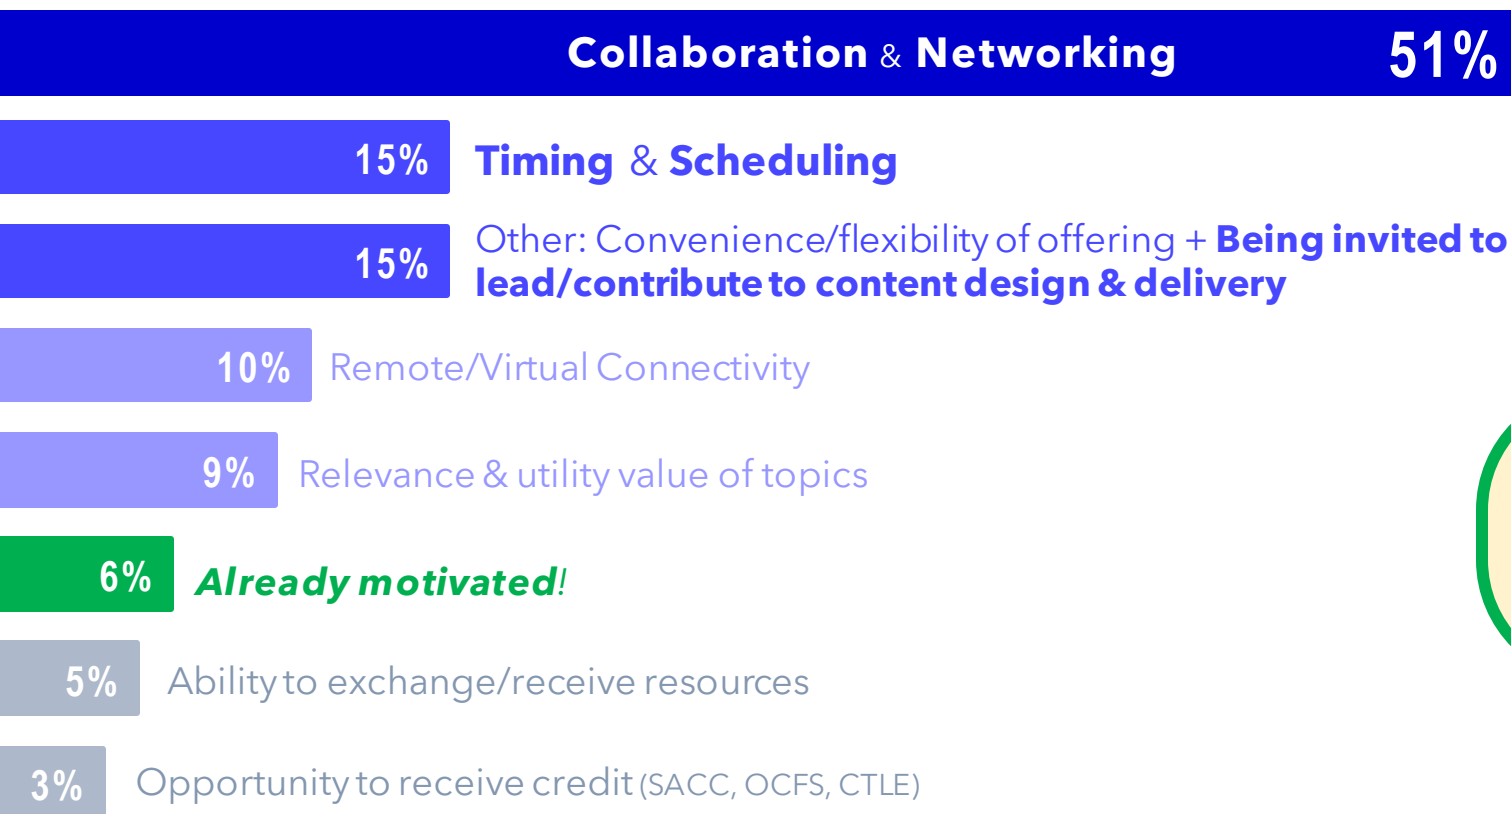 Collaboration & Networking 51%
15% Timing & Scheduling
15% Other: Convenience/flexibility of offering + Being invited to
lead/contribute to content design & delivery
10% Remote/Virtual Connectivity
9% Relevance & utility value of topics
6% Already motivated!
5% Ability to exchange/receive resources
3% Opportunity to receive credit (SACC, OCFS, CTLE)